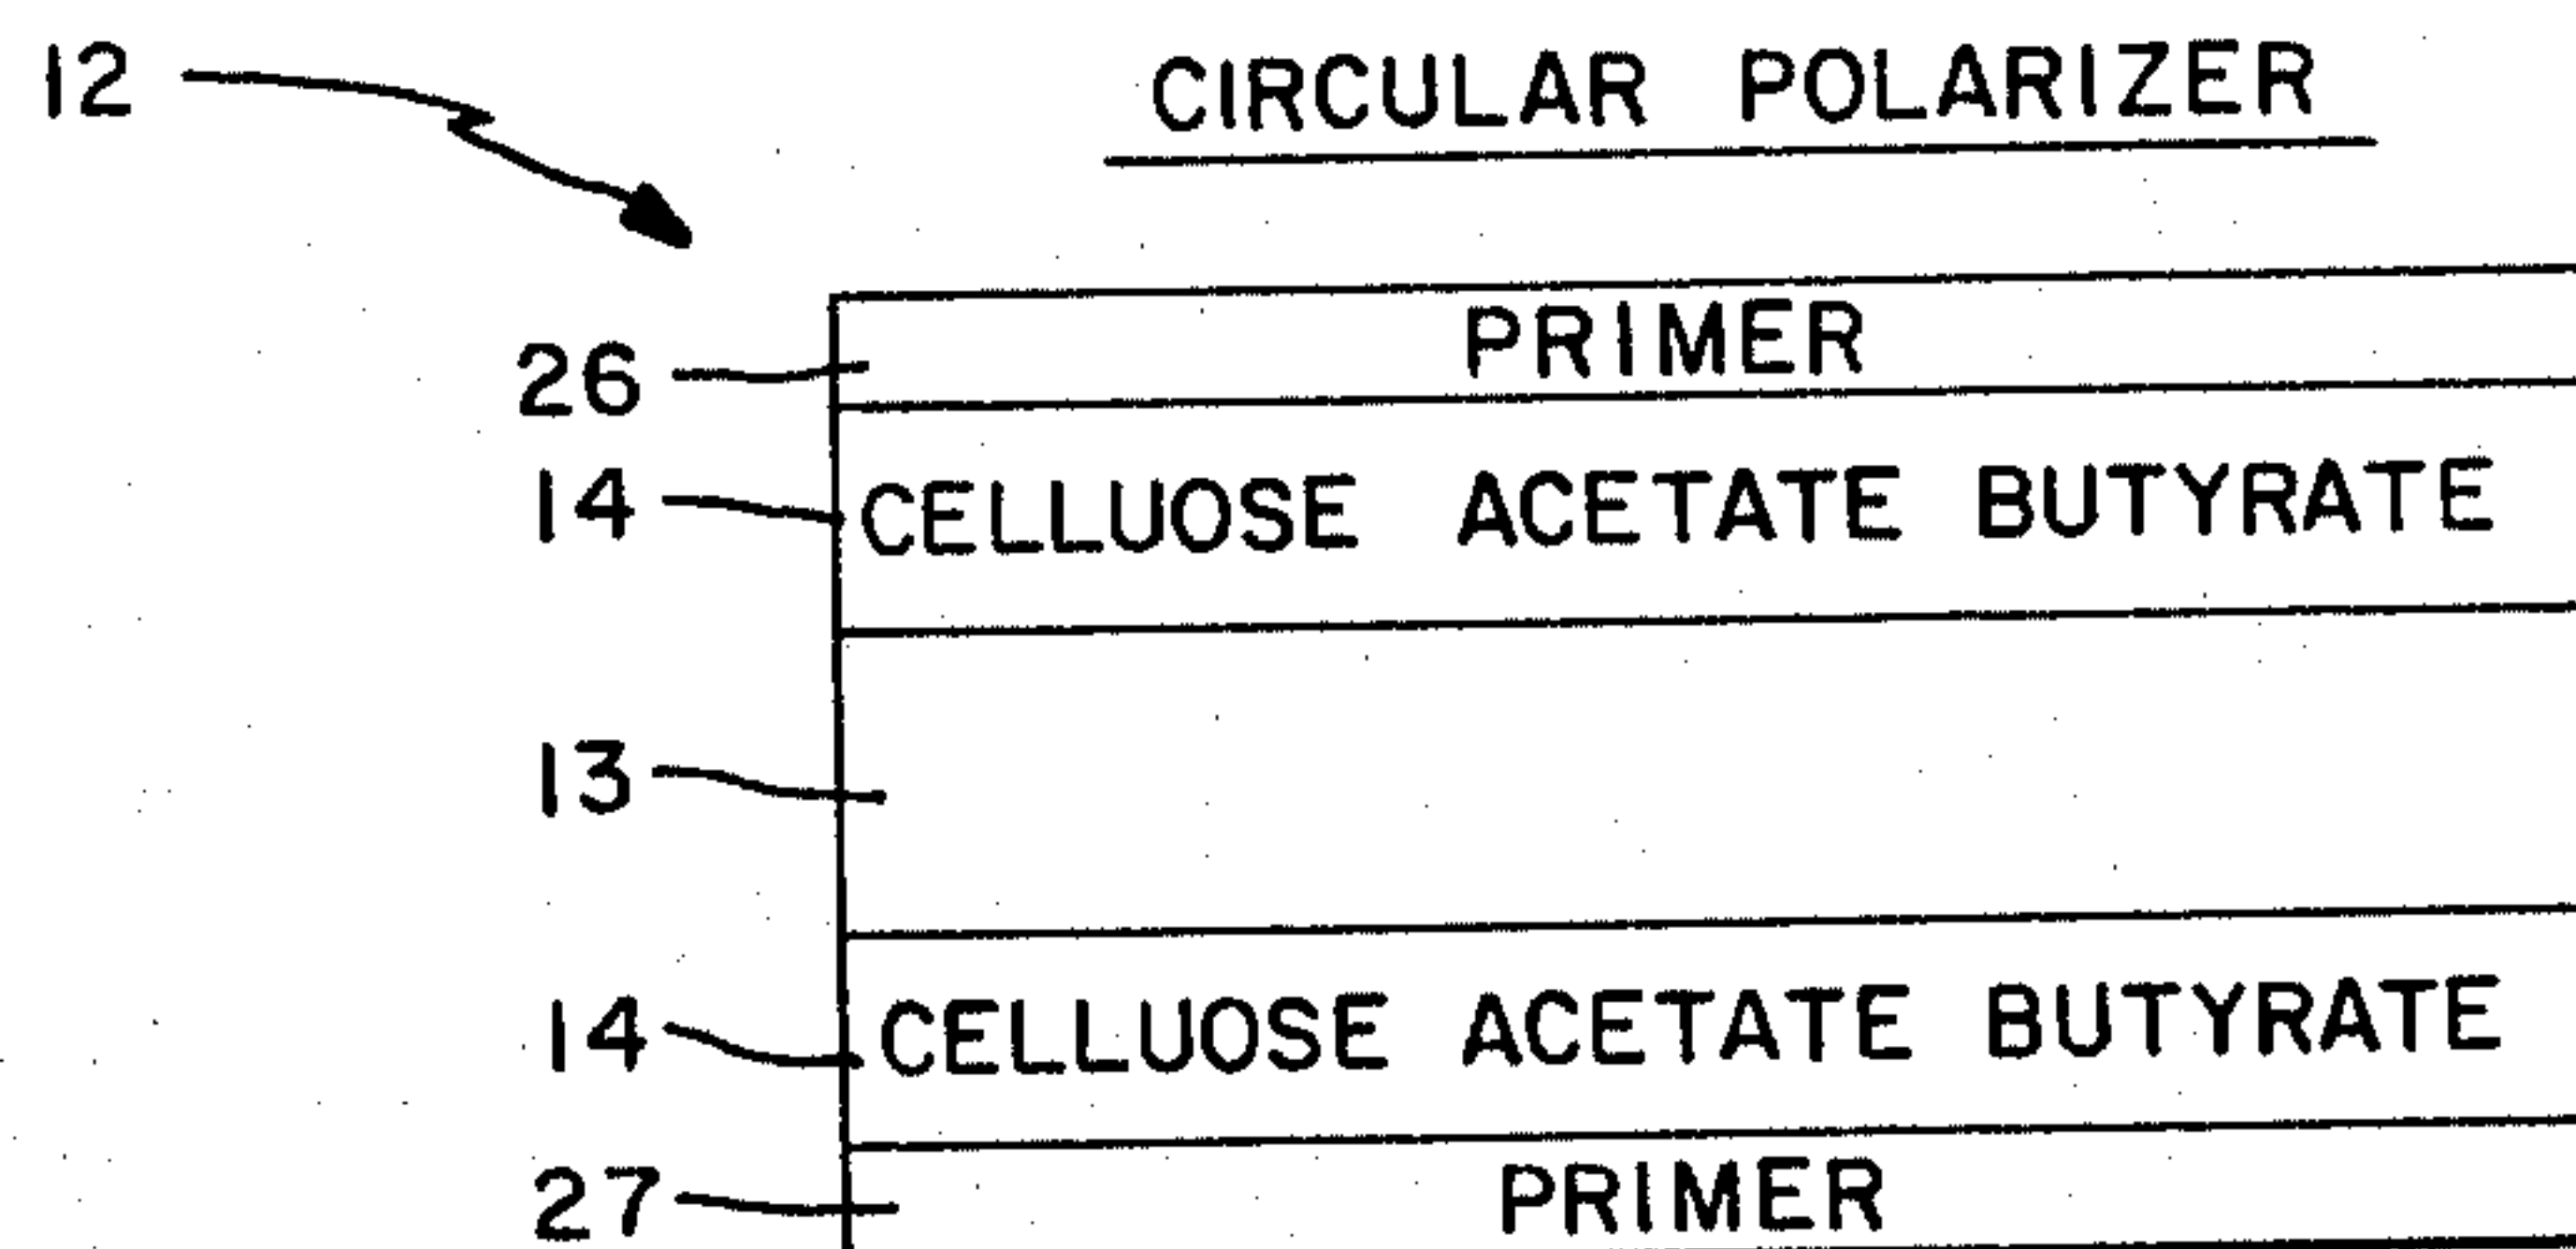 12 CIRCULAR POLARIZER
26 PRIMER
14 CELLUOSE ACETATE BUTYRATE
13
14 CELLUOSE ACETATE BUTYRATE
27 PRIMER